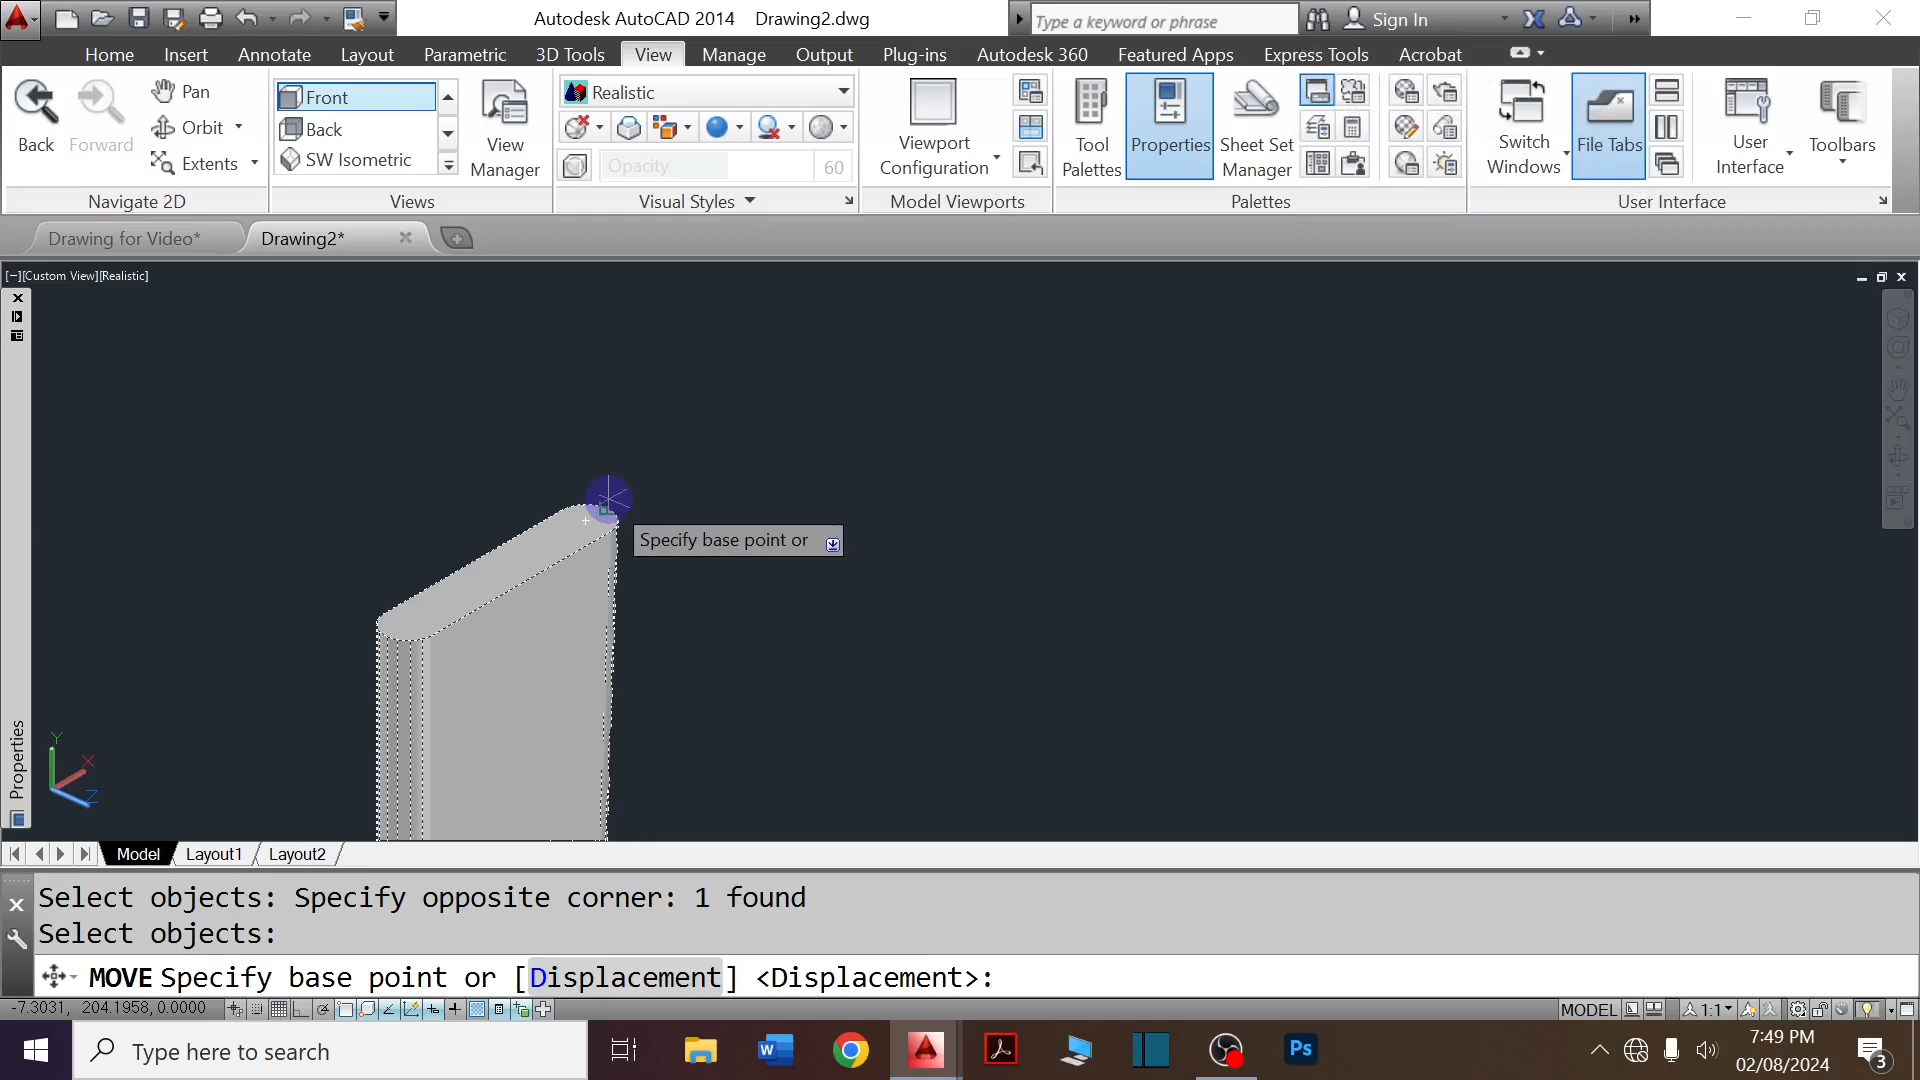 Autodesk AutoCAD 2014 Drawing2.dwg
Type a keyword or phrase
Sign In
Home Insert Annotate Layout Parametric 3D Tools View Manage Output Plug-ins Autodesk 360 Featured Apps Express Tools Acrobat
Back
Forward
Pan
Orbit
Extents
Navigate 2D
Front
Back
SW Isometric
View
Manager
Views
Realistic
Opacity 60
Visual Styles
Viewport
Configuration
Model Viewports
Tool
Palettes
Properties
Sheet Set
Manager
Palettes
Switch
Windows
File Tabs
User
Interface
Toolbars
User Interface
Drawing for Video*
Drawing2*
[−][Custom View][Realistic]
Specify base point or
Properties
Y
X
Z
Model Layout1 Layout2
Select objects: Specify opposite corner: 1 found
Select objects:
MOVE Specify base point or [Displacement] <Displacement>:
-7.3031, 204.1958, 0.0000
MODEL
1:1
Type here to search
W
Ps
7:49 PM
02/08/2024
3